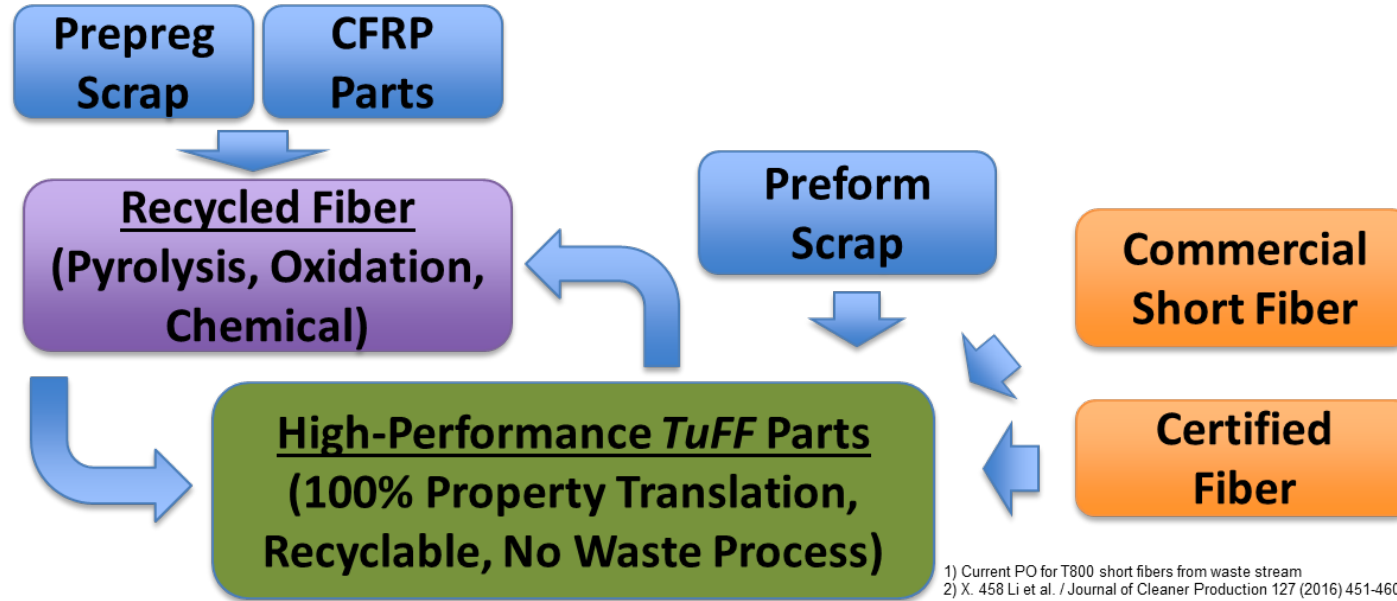 Prepreg
Scrap
CFRP
Parts
Recycled Fiber
(Pyrolysis, Oxidation,
Chemical)
Preform
Scrap
Commercial
Short Fiber
Certified
Fiber
High-Performance TuFF Parts
(100% Property Translation,
Recyclable, No Waste Process)
1) Current PO for T800 short fibers from waste stream
2) X. 458 Li et al. / Journal of Cleaner Production 127 (2016) 451-460